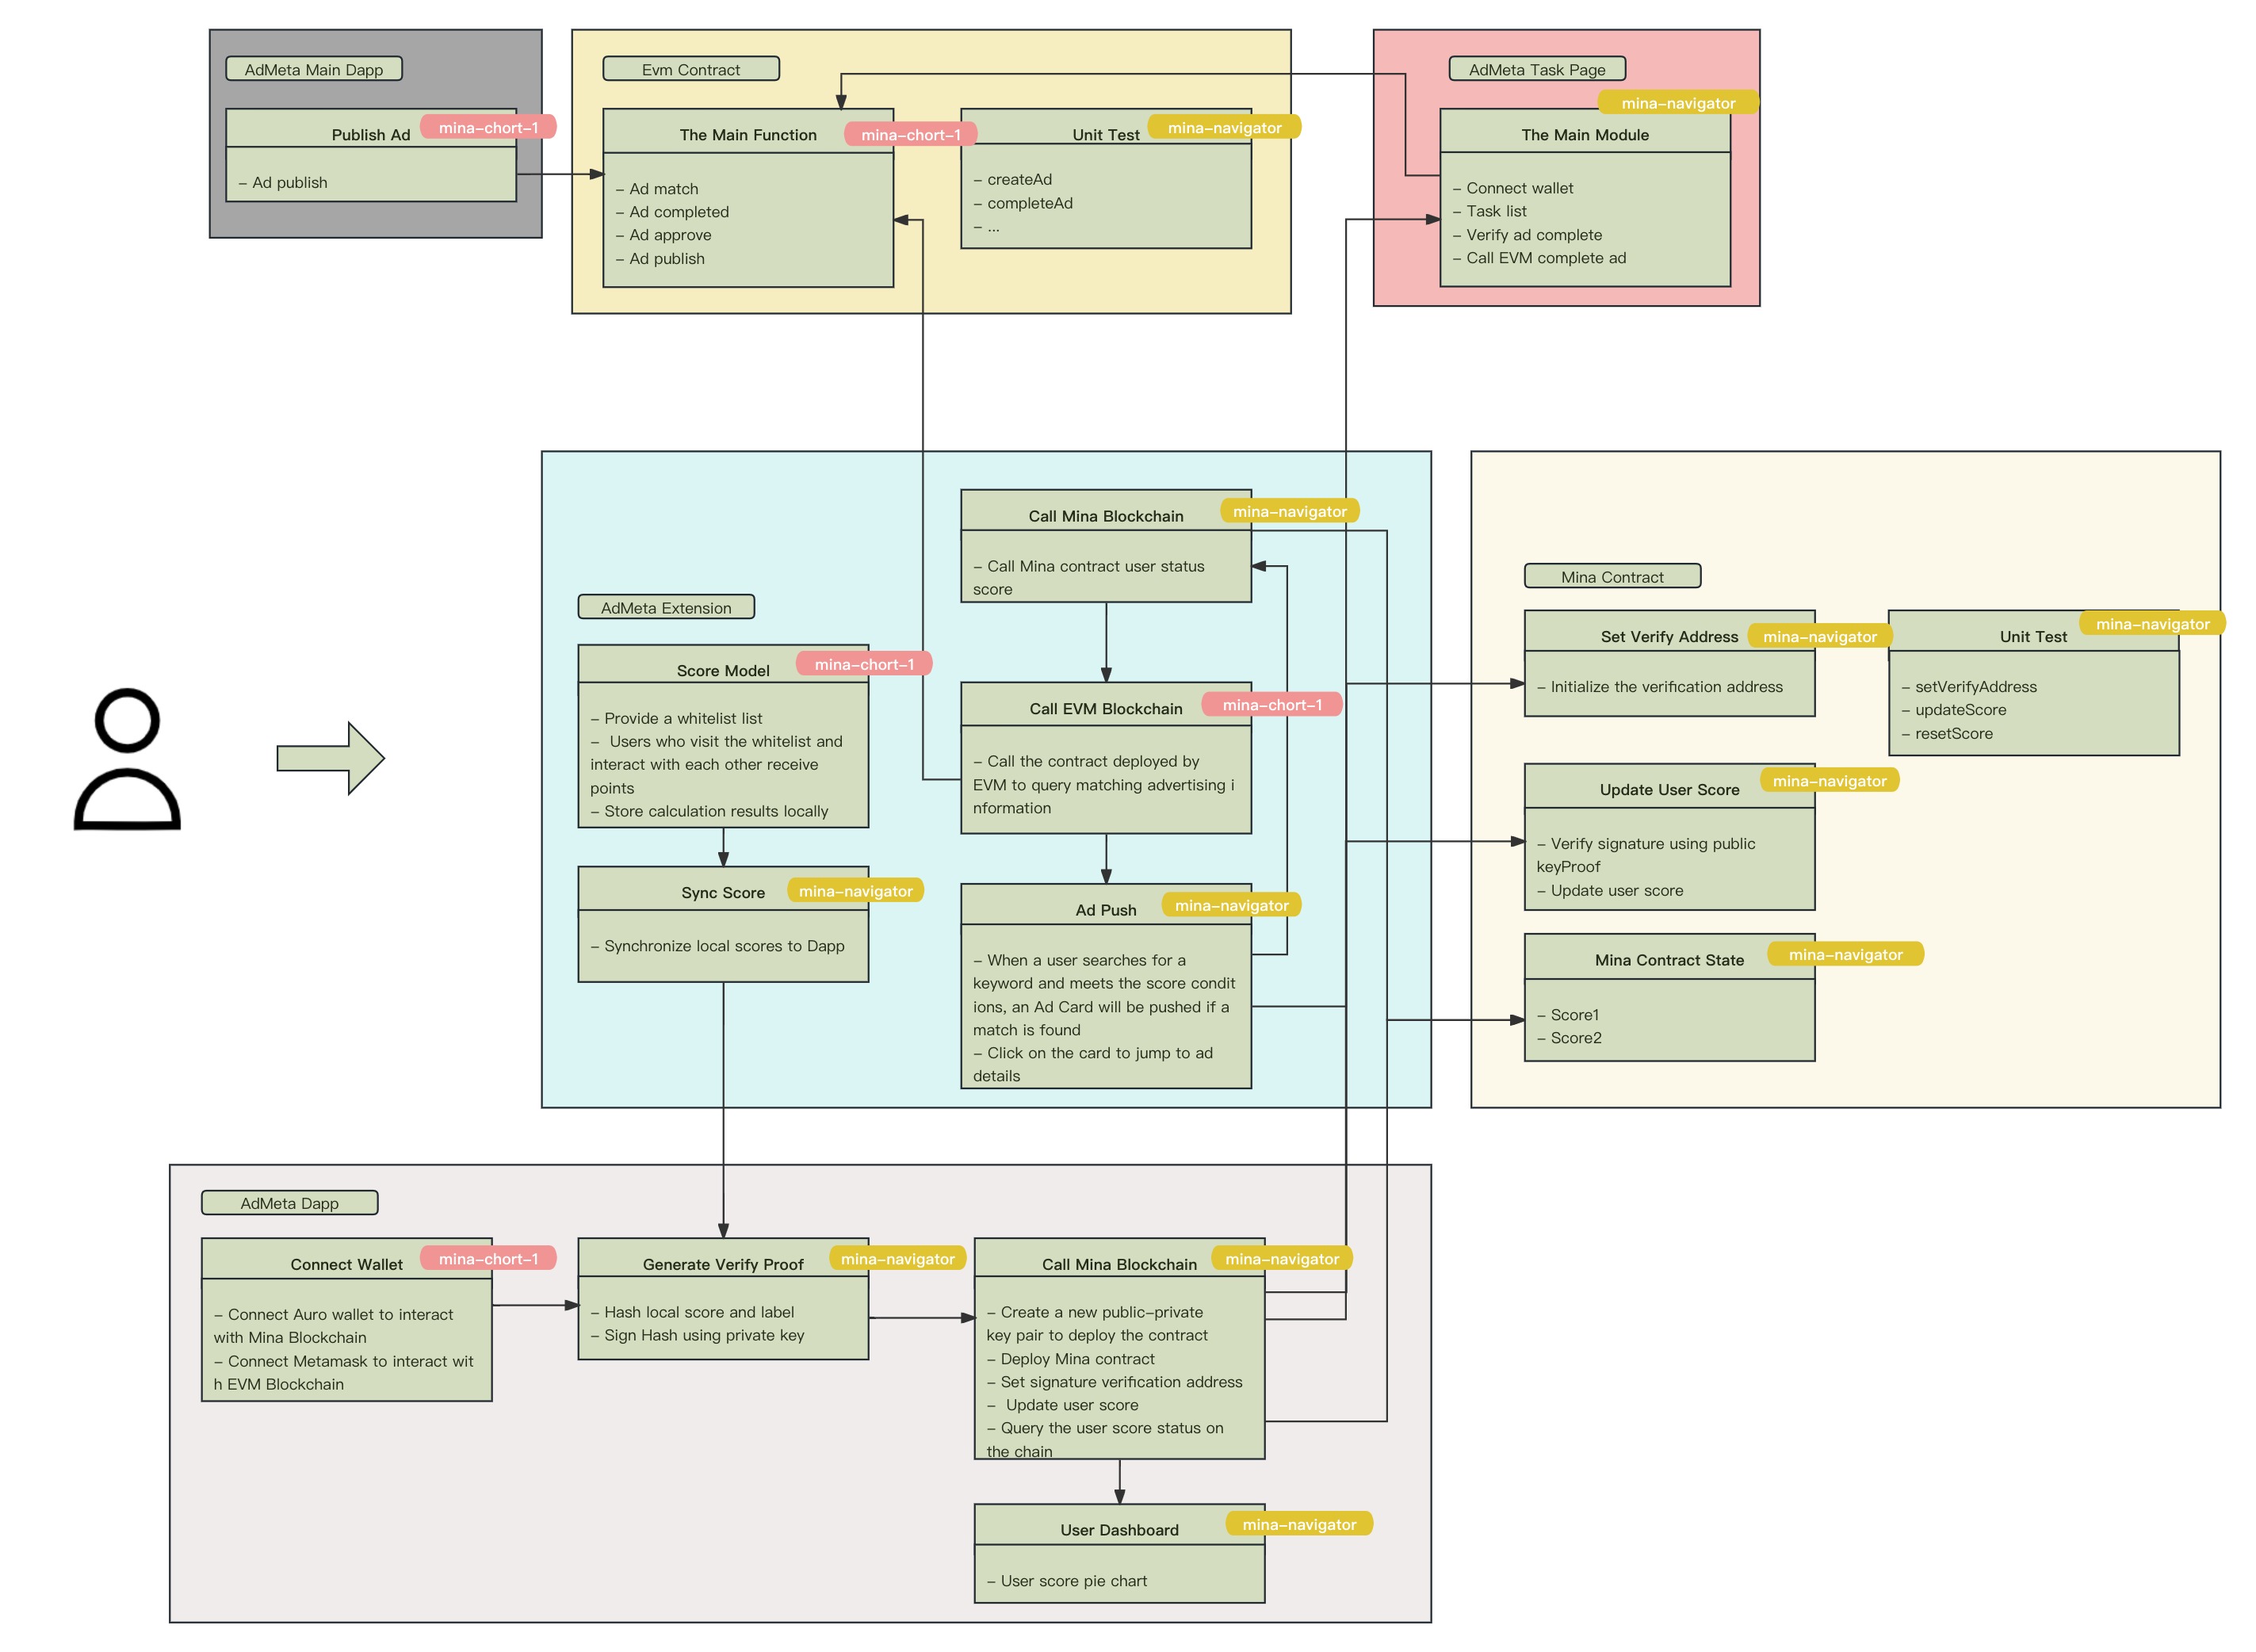 AdMeta Main Dapp
Publish Ad
mina-chort-1
- Ad publish
Evm Contract
The Main Function
mina-chort-1
- Ad match
- Ad completed
- Ad approve
- Ad publish
Unit Test
mina-navigator
- createAd
- completeAd
- ...
AdMeta Task Page
mina-navigator
The Main Module
- Connect wallet
- Task list
- Verify ad complete
- Call EVM complete ad
AdMeta Extension
Score Model
mina-chort-1
- Provide a whitelist list
- Users who visit the whitelist and
interact with each other receive
points
- Store calculation results locally
Sync Score
mina-navigator
- Synchronize local scores to Dapp
Call Mina Blockchain
mina-navigator
- Call Mina contract user status
score
Call EVM Blockchain
mina-chort-1
- Call the contract deployed by
EVM to query matching advertising i
nformation
Ad Push
mina-navigator
- When a user searches for a
keyword and meets the score condit
ions, an Ad Card will be pushed if a
match is found
- Click on the card to jump to ad
details
Mina Contract
Set Verify Address
mina-navigator
- Initialize the verification address
Unit Test
mina-navigator
- setVerifyAddress
- updateScore
- resetScore
Update User Score
mina-navigator
- Verify signature using public
keyProof
- Update user score
Mina Contract State
mina-navigator
- Score1
- Score2
AdMeta Dapp
Connect Wallet
mina-chort-1
- Connect Auro wallet to interact
with Mina Blockchain
- Connect Metamask to interact wit
h EVM Blockchain
Generate Verify Proof
mina-navigator
- Hash local score and label
- Sign Hash using private key
Call Mina Blockchain
mina-navigator
- Create a new public-private
key pair to deploy the contract
- Deploy Mina contract
- Set signature verification address
- Update user score
- Query the user score status on
the chain
User Dashboard
mina-navigator
- User score pie chart